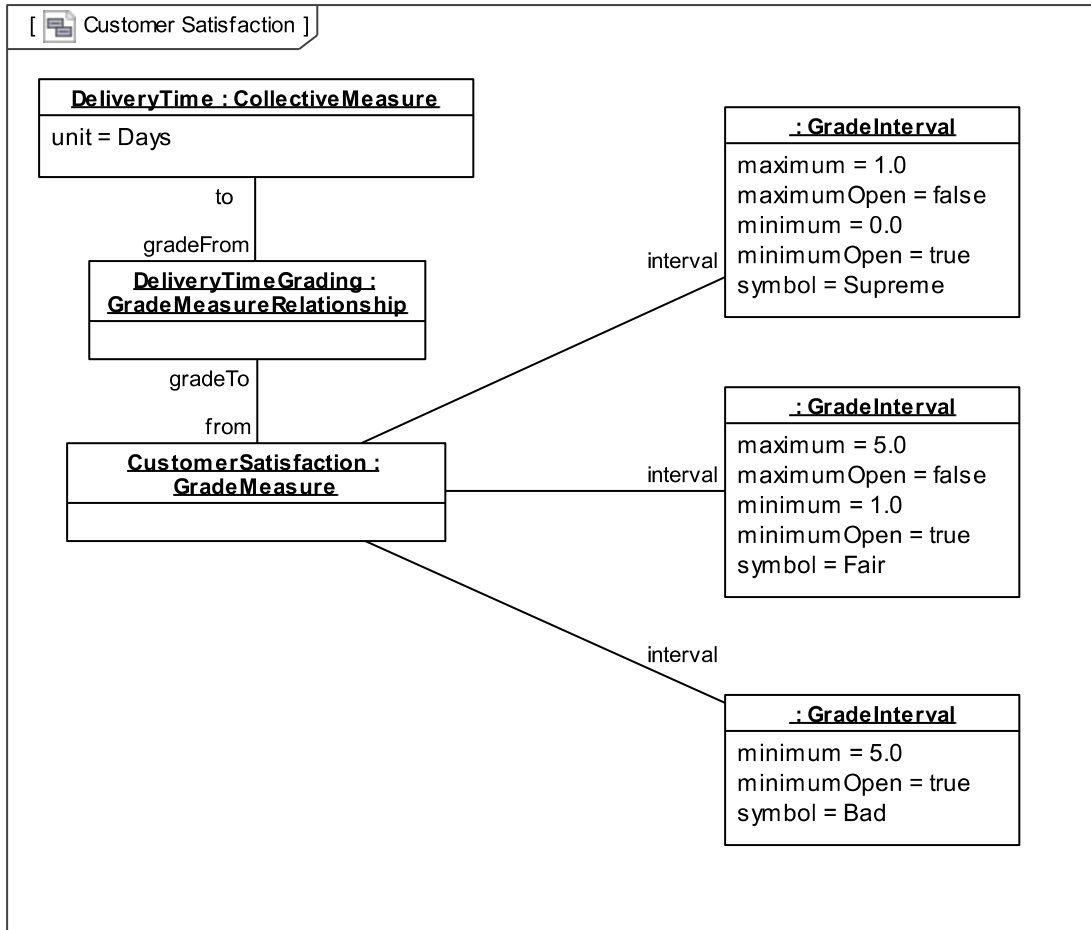 [ Customer Satisfaction ]
DeliveryTime : CollectiveMeasure
unit = Days
to
gradeFrom
DeliveryTimeGrading :
GradeMeasureRelationship
gradeTo
from
CustomerSatisfaction :
GradeMeasure
interval
: GradeInterval
maximum = 1.0
maximumOpen = false
minimum = 0.0
minimumOpen = true
symbol = Supreme
interval
: GradeInterval
maximum = 5.0
maximumOpen = false
minimum = 1.0
minimumOpen = true
symbol = Fair
interval
: GradeInterval
minimum = 5.0
minimumOpen = true
symbol = Bad